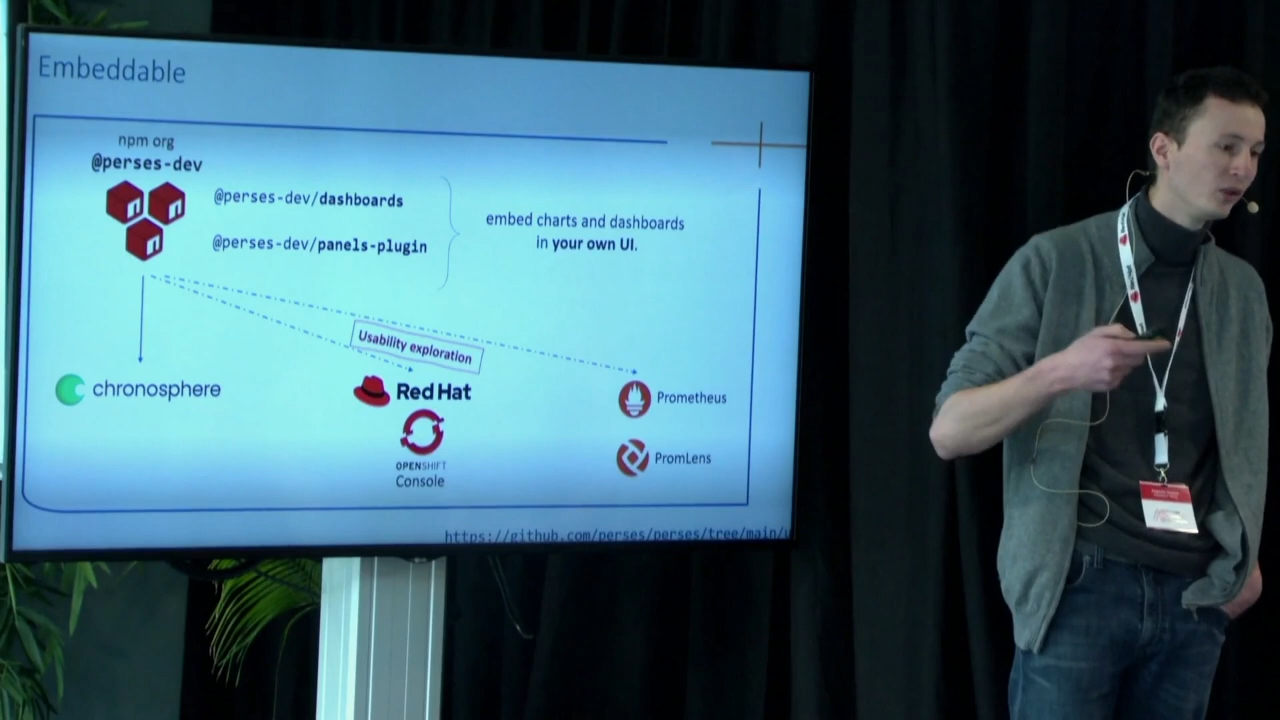 Embeddable
npm org
@perses-dev
@perses-dev/dashboards
@perses-dev/panels-plugin
embed charts and dashboards
in your own UI.
Usability exploration
chronosphere
Red Hat
OPENSHIFT
Console
Prometheus
PromLens
https://github.com/perses/perses/tree/main/